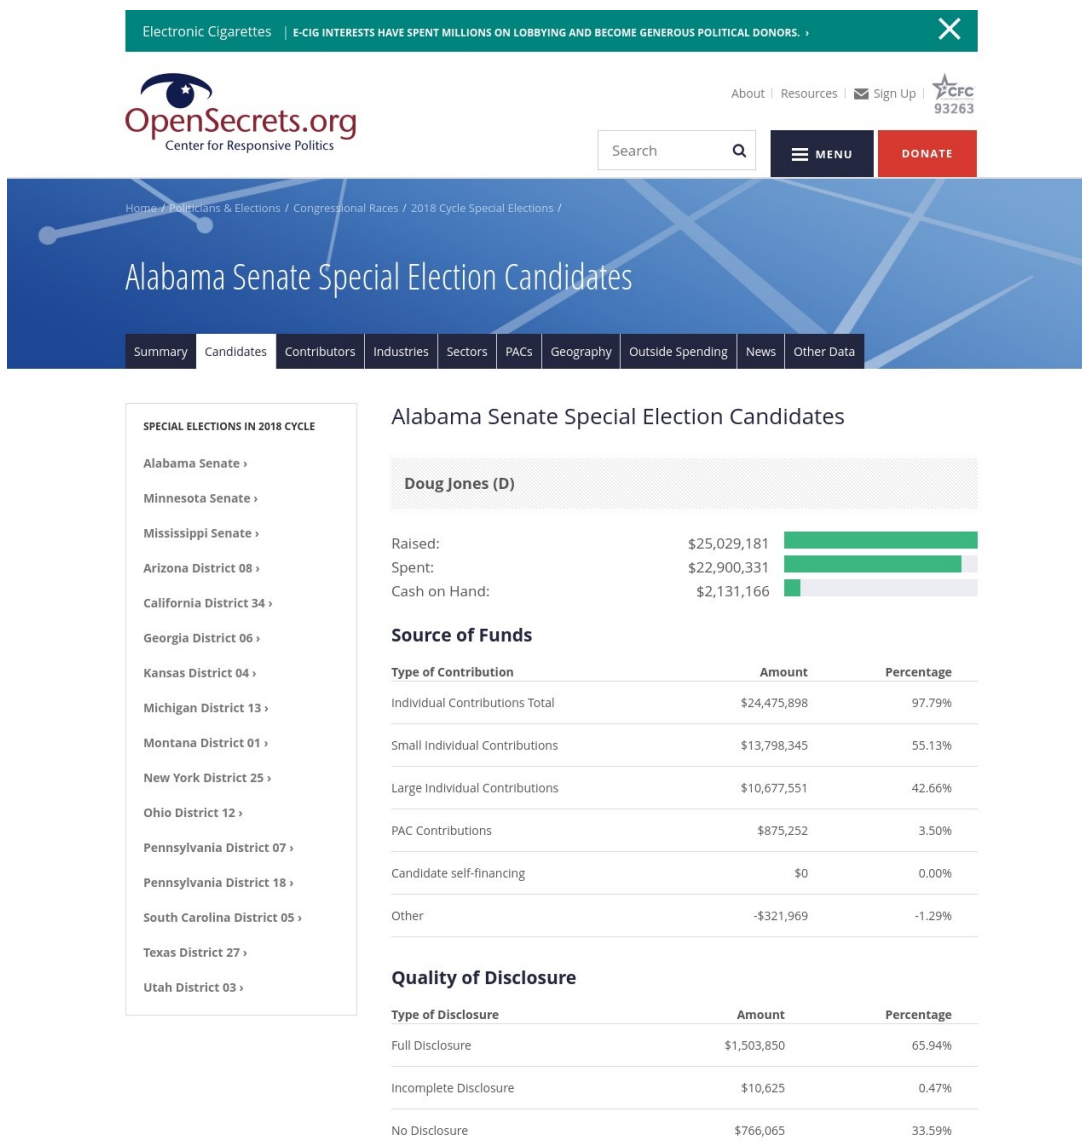 Electronic Cigarettes | E-CIG INTERESTS HAVE SPENT MILLIONS ON LOBBYING AND BECOME GENEROUS POLITICAL DONORS. ›
OpenSecrets.org
Center for Responsive Politics
About | Resources | Sign Up |
CFC
93263
Search
MENU
DONATE
Home / Politicians & Elections / Congressional Races / 2018 Cycle Special Elections /
Alabama Senate Special Election Candidates
Summary Candidates Contributors Industries Sectors PACs Geography Outside Spending News Other Data
SPECIAL ELECTIONS IN 2018 CYCLE
Alabama Senate ›
Minnesota Senate ›
Mississippi Senate ›
Arizona District 08 ›
California District 34 ›
Georgia District 06 ›
Kansas District 04 ›
Michigan District 13 ›
Montana District 01 ›
New York District 25 ›
Ohio District 12 ›
Pennsylvania District 07 ›
Pennsylvania District 18 ›
South Carolina District 05 ›
Texas District 27 ›
Utah District 03 ›
Alabama Senate Special Election Candidates
Doug Jones (D)
Raised: $25,029,181
Spent: $22,900,331
Cash on Hand: $2,131,166
Source of Funds
Type of Contribution Amount Percentage
Individual Contributions Total $24,475,898 97.79%
Small Individual Contributions $13,798,345 55.13%
Large Individual Contributions $10,677,551 42.66%
PAC Contributions $875,252 3.50%
Candidate self-financing $0 0.00%
Other -$321,969 -1.29%
Quality of Disclosure
Type of Disclosure Amount Percentage
Full Disclosure $1,503,850 65.94%
Incomplete Disclosure $10,625 0.47%
No Disclosure $766,065 33.59%